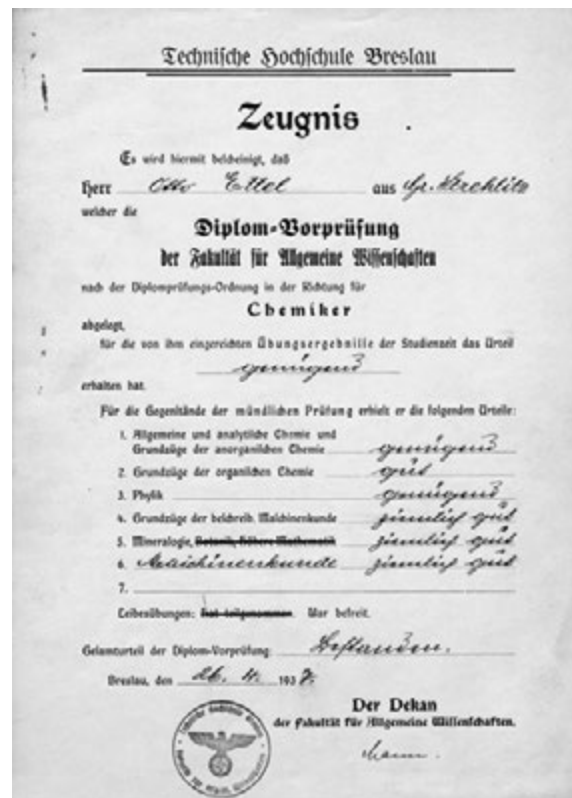 Technische Hochschule Breslau
Zeugnis
Es wird hiermit bescheinigt, daß
Herr Otto Ettel aus Gr. Strehlitz
welcher die
Diplom-Vorprüfung
der Fakultät für Allgemeine Wissenschaften
nach der Diplomprüfungs-Ordnung in der Richtung für
Chemiker
abgelegt,
für die von ihm eingereichten Übungsergebnisse der Studienzeit das Urteil
genügend
erhalten hat.
Für die Gegenstände der mündlichen Prüfung erhielt er die folgenden Urteile:
1. Allgemeine und analytische Chemie und
Grundzüge der anorganischen Chemie genügend
2. Grundzüge der organischen Chemie gut
3. Physik genügend
4. Grundzüge der beschreib. Maschinenkunde ziemlich gut
5. Mineralogie, Botanik, höhere Mathematik ziemlich gut
6. Maschinenkunde ziemlich gut
7.
Leibesübungen: hat teilgenommen. War befreit.
Gesamturteil der Diplom-Vorprüfung: Bestanden.
Breslau, den 26. 4. 1937.
Der Dekan
der Fakultät für Allgemeine Wissenschaften.